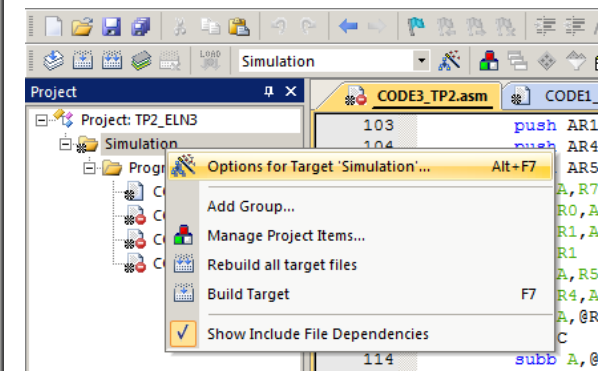 LOAD
Simulation
Project
CODE3_TP2.asm
CODE1_
Project: TP2_ELN3
Simulation
Progr
103 push AR1
104 push AR4
AR5
Options for Target 'Simulation'... Alt+F7
A,R7
Add Group...
R0,A
Manage Project Items...
R1,A
R1
Rebuild all target files
A,R5
Build Target F7
R4,A
A,@R
Show Include File Dependencies
C
114 subb A,@